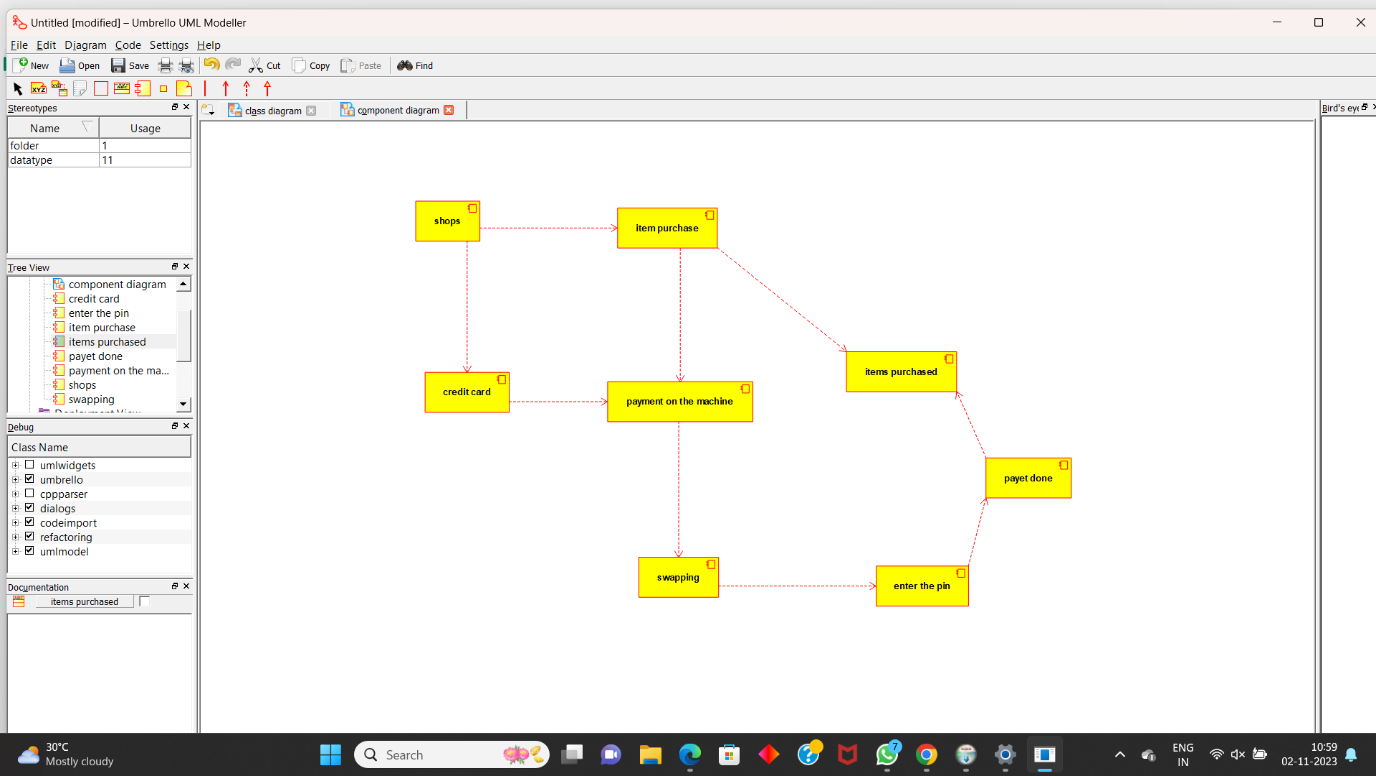 Untitled [modified] – Umbrello UML Modeller
File Edit Diagram Code Settings Help
New Open Save Cut Copy Paste Find
XYZ
Stereotypes
Name Usage
folder 1
datatype 11
Tree View
component diagram
credit card
enter the pin
item purchase
items purchased
payet done
payment on the ma...
shops
swapping
Deployment View
Debug
Class Name
umlwidgets
umbrello
cppparser
dialogs
codeimport
refactoring
umlmodel
Documentation
items purchased
class diagram component diagram
shops
item purchase
items purchased
credit card
payment on the machine
payet done
swapping
enter the pin
Bird's eye
30°C
Mostly cloudy
Search
7
ENG
IN
10:59
02-11-2023